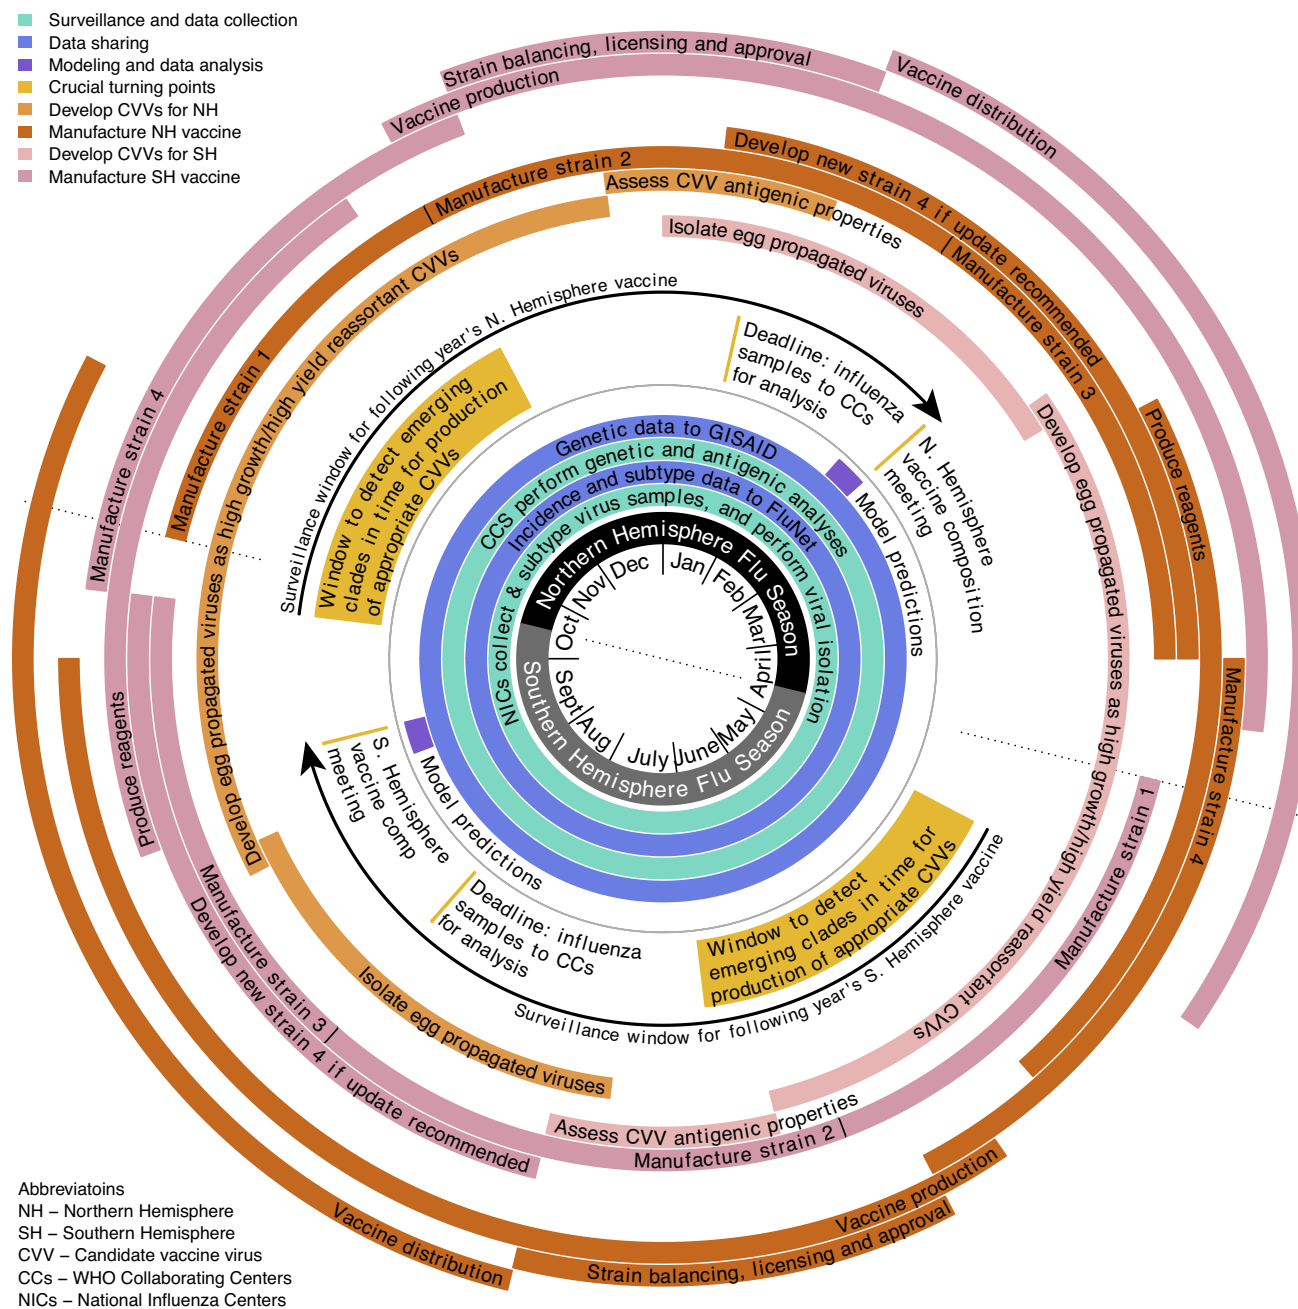 Surveillance and data collection
Data sharing
Modeling and data analysis
Crucial turning points
Develop CVVs for NH
Manufacture NH vaccine
Develop CVVs for SH
Manufacture SH vaccine
Strain balancing, licensing and approval
Vaccine production
Vaccine distribution
Manufacture strain 4
Manufacture strain 1
Manufacture strain 2
Develop new strain 4 if update recommended
Manufacture strain 3
Assess CVV antigenic properties
Isolate egg propagated viruses
Develop egg propagated viruses as high growth/high yield reassortant CVVs
Produce reagents
Surveillance window for following year's N. Hemisphere vaccine
Window to detect emerging
clades in time for production
of appropriate CVVs
Deadline: influenza
samples to CCs
for analysis
N. Hemisphere
vaccine composition
meeting
Model predictions
Genetic data to GISAID
CCS perform genetic and antigenic analyses
Incidence and subtype data to FluNet
NICs collect & subtype virus samples, and perform viral isolation
Northern Hemisphere Flu Season
Southern Hemisphere Flu Season
Jan
Feb
Mar
April
May
June
July
Aug
Sept
Oct
Nov
Dec
Develop egg propagated viruses as high growth/high yield reassortant CVVs
Manufacture strain 4
Manufacture strain 1
Produce reagents
S. Hemisphere
vaccine comp
meeting
Model predictions
Deadline: influenza
samples to CCs
for analysis
Window to detect
emerging clades in time for
production of appropriate CVVs
Surveillance window for following year's S. Hemisphere vaccine
Manufacture strain 3
Develop new strain 4 if update recommended
Isolate egg propagated viruses
Assess CVV antigenic properties
Manufacture strain 2
Vaccine production
Strain balancing, licensing and approval
Vaccine distribution
Abbreviatoins
NH – Northern Hemisphere
SH – Southern Hemisphere
CVV – Candidate vaccine virus
CCs – WHO Collaborating Centers
NICs – National Influenza Centers